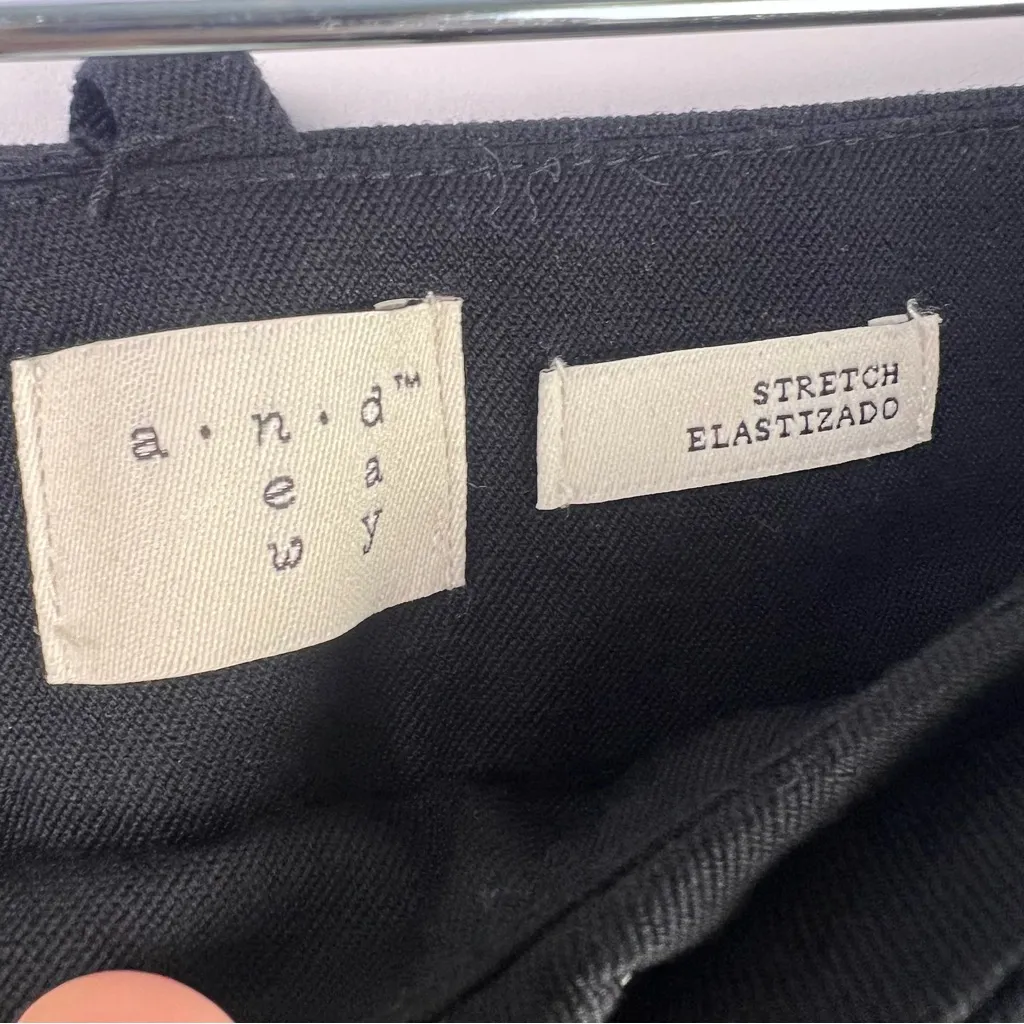 a · n · d™
e a
w y
STRETCH
ELASTIZADO